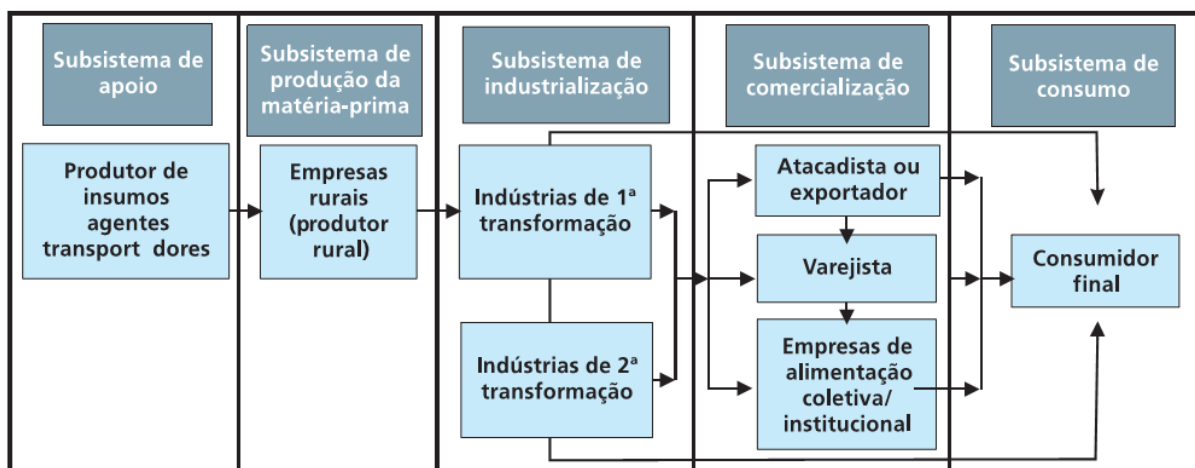 Subsistema de
apoio
Subsistema de
produção da
matéria-prima
Subsistema de
industrialização
Subsistema de
comercialização
Subsistema de
consumo
Produtor de
insumos
agentes
transport dores
Empresas
rurais
(produtor
rural)
Indústrias de 1ª
transformação
Indústrias de 2ª
transformação
Atacadista ou
exportador
Varejista
Empresas de
alimentação
coletiva/
institucional
Consumidor
final